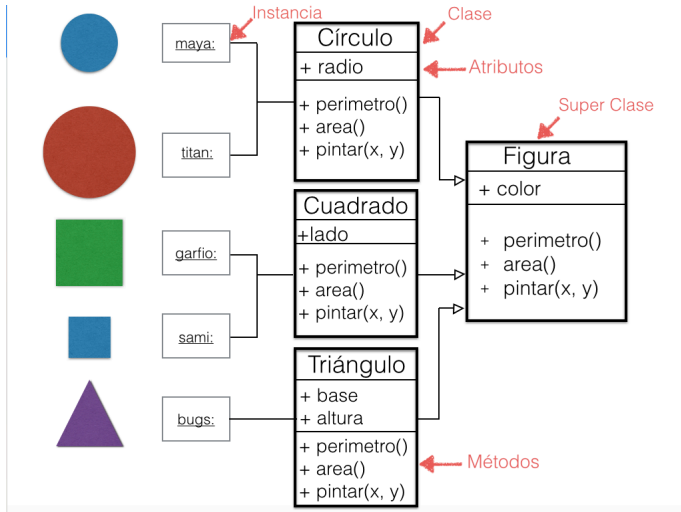 Instancia
maya:
titan:
garfio:
sami:
bugs:
Círculo
+ radio
+ perimetro()
+ area()
+ pintar(x, y)
Cuadrado
+lado
+ perimetro()
+ area()
+ pintar(x, y)
Triángulo
+ base
+ altura
+ perimetro()
+ area()
+ pintar(x, y)
Clase
Atributos
Métodos
Super Clase
Figura
+ color
+ perimetro()
+ area()
+ pintar(x, y)